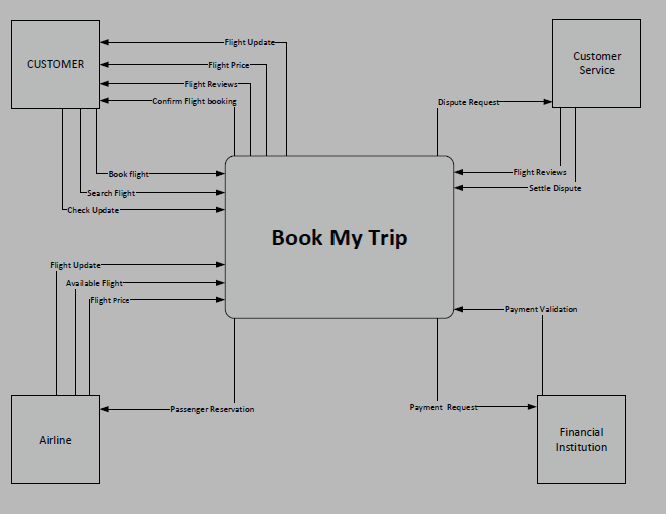 CUSTOMER
Flight Update
Flight Price
Flight Reviews
Confirm Flight booking
Customer
Service
Dispute Request
Book flight
Search Flight
Check Update
Flight Reviews
Settle Dispute
Book My Trip
Flight Update
Available Flight
Flight Price
Payment Validation
Passenger Reservation
Payment Request
Airline
Financial
Institution